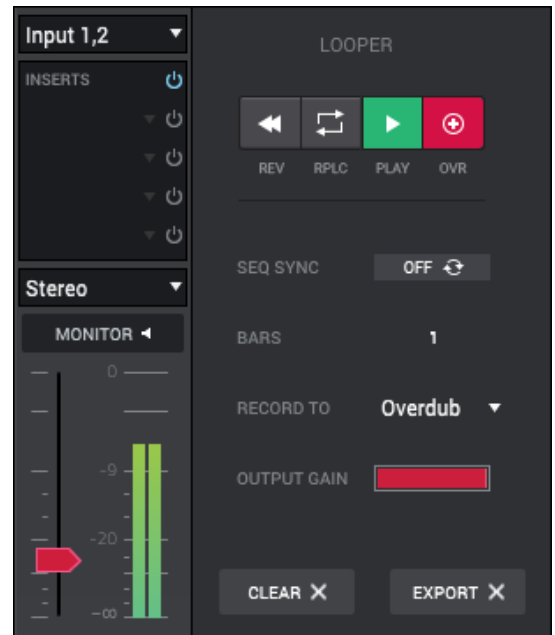 Input 1,2
INSERTS
Stereo
MONITOR
0
-9
-20
-∞
LOOPER
REV RPLC PLAY OVR
SEQ SYNC OFF
BARS 1
RECORD TO Overdub
OUTPUT GAIN
CLEAR EXPORT